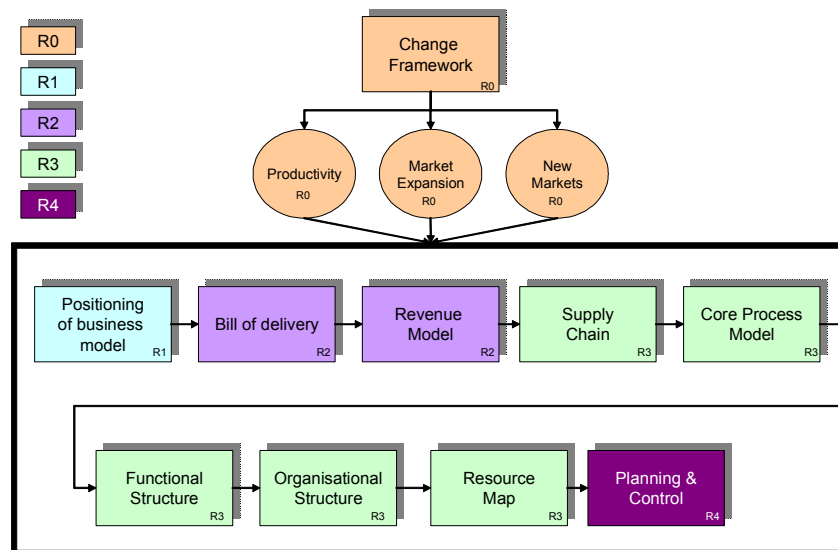 R0
R1
R2
R3
R4
Change
Framework
R0
Productivity
R0
Market
Expansion
R0
New
Markets
R0
Positioning
of business
model
R1
Bill of delivery
R2
Revenue
Model
R2
Supply
Chain
R3
Core Process
Model
R3
Functional
Structure
R3
Organisational
Structure
R3
Resource
Map
R3
Planning &
Control
R4